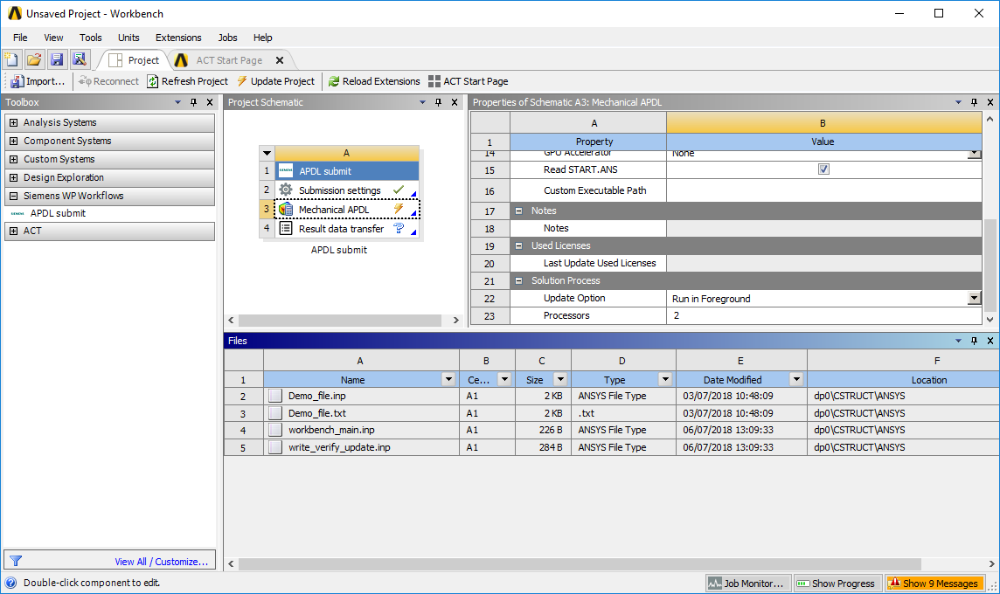 Unsaved Project - Workbench
File View Tools Units Extensions Jobs Help
Project ACT Start Page
Import... Reconnect Refresh Project Update Project Reload Extensions ACT Start Page
Toolbox
Analysis Systems
Component Systems
Custom Systems
Design Exploration
Siemens WP Workflows
SIEMENS APDL submit
ACT
View All / Customize...
Project Schematic
A
1 SIEMENS APDL submit
2 Submission settings
3 Mechanical APDL
4 Result data transfer ?
APDL submit
Properties of Schematic A3: Mechanical APDL
A B
1 Property Value
14 GPU Accelerator None
15 Read START.ANS
16 Custom Executable Path
17 Notes
18 Notes
19 Used Licenses
20 Last Update Used Licenses
21 Solution Process
22 Update Option Run in Foreground
23 Processors 2
Files
A B C D E F
1 Name Ce... Size Type Date Modified Location
2 Demo_file.inp A1 2 KB ANSYS File Type 03/07/2018 10:48:09 dp0\CSTRUCT\ANSYS
3 Demo_file.txt A1 2 KB .txt 03/07/2018 10:48:09 dp0\CSTRUCT\ANSYS
4 workbench_main.inp A1 226 B ANSYS File Type 06/07/2018 13:09:33 dp0\CSTRUCT\ANSYS
5 write_verify_update.inp A1 284 B ANSYS File Type 06/07/2018 13:09:33 dp0\CSTRUCT\ANSYS
Double-click component to edit. Job Monitor... Show Progress Show 9 Messages